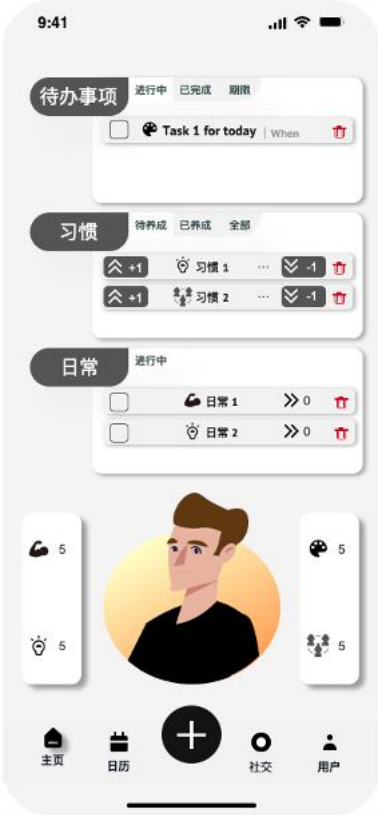 9:41
待办事项 进行中 已完成 期限
Task 1 for today | When
习惯 待养成 已养成 全部
+1 习惯 1 ... -1
+1 习惯 2 ... -1
日常 进行中
日常 1 0
日常 2 0
5 5
5 5
主页 日历 社交 用户